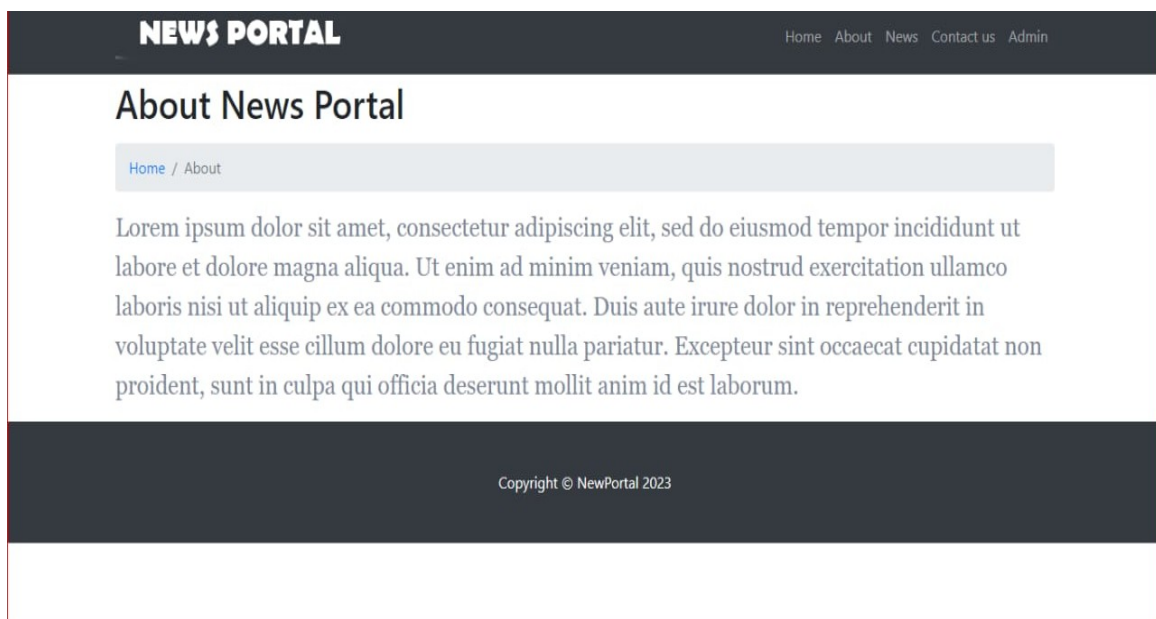 NEWS PORTAL
Home About News Contact us Admin
About News Portal
Home / About
Lorem ipsum dolor sit amet, consectetur adipiscing elit, sed do eiusmod tempor incididunt ut
labore et dolore magna aliqua. Ut enim ad minim veniam, quis nostrud exercitation ullamco
laboris nisi ut aliquip ex ea commodo consequat. Duis aute irure dolor in reprehenderit in
voluptate velit esse cillum dolore eu fugiat nulla pariatur. Excepteur sint occaecat cupidatat non
proident, sunt in culpa qui officia deserunt mollit anim id est laborum.
Copyright © NewPortal 2023